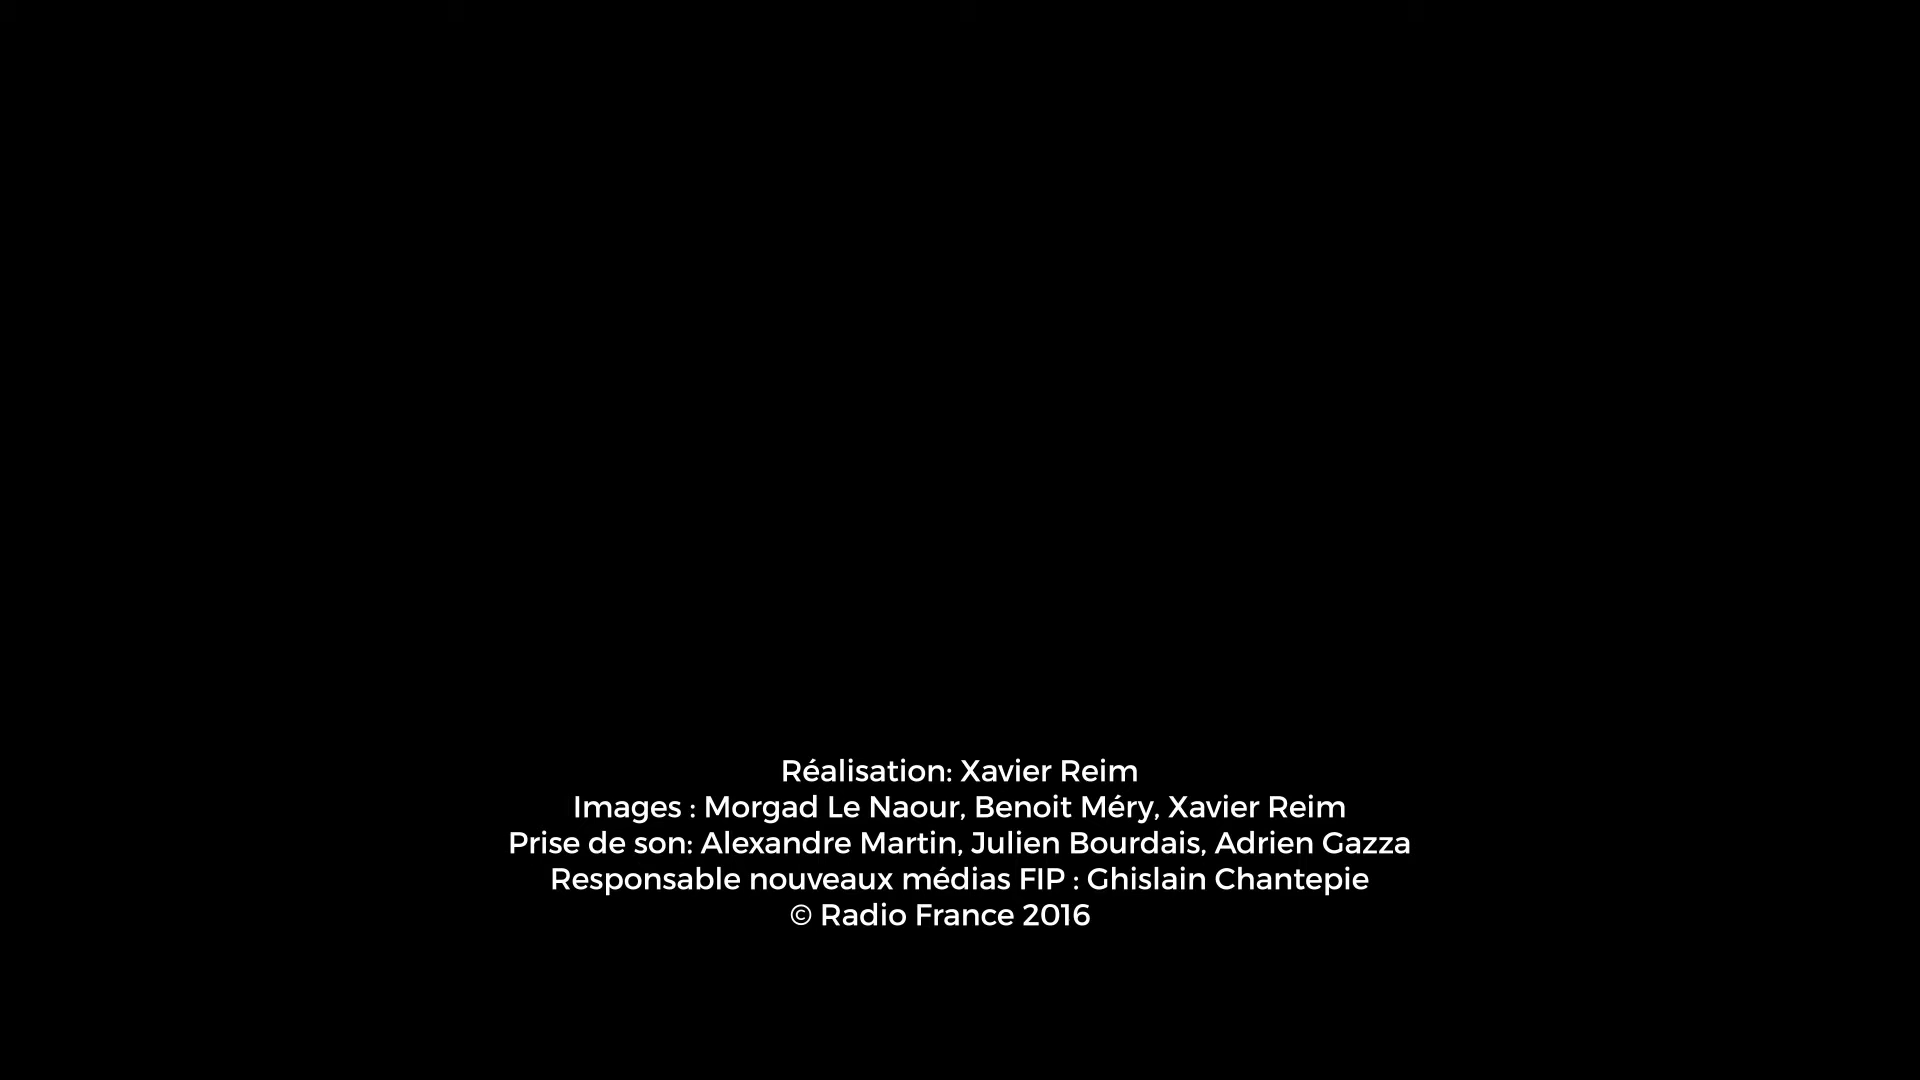 Réalisation: Xavier Reim
Images : Morgad Le Naour, Benoit Méry, Xavier Reim
Prise de son: Alexandre Martin, Julien Bourdais, Adrien Gazza
Responsable nouveaux médias FIP : Ghislain Chantepie
© Radio France 2016